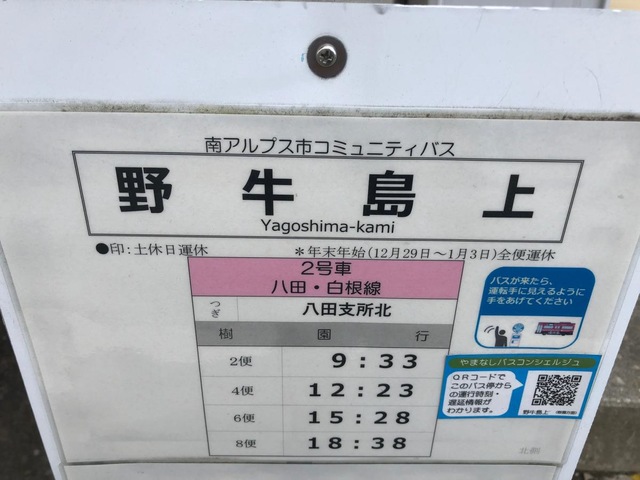 南アルプス市コミュニティバス
野牛島上
Yagoshima-kami
●印:土休日運休 ＊年末年始(12月29日～1月3日)全便運休
2号車
八田・白根線
つぎ 八田支所北
樹園行
2便 9:33
4便 12:23
6便 15:28
8便 18:38
バスが来たら、
運転手に見えるように
手をあげてください
やまなしバスコンシェルジュ
QRコードで
このバス停から
の運行時刻・
遅延情報が
わかります。
野牛島上
北側